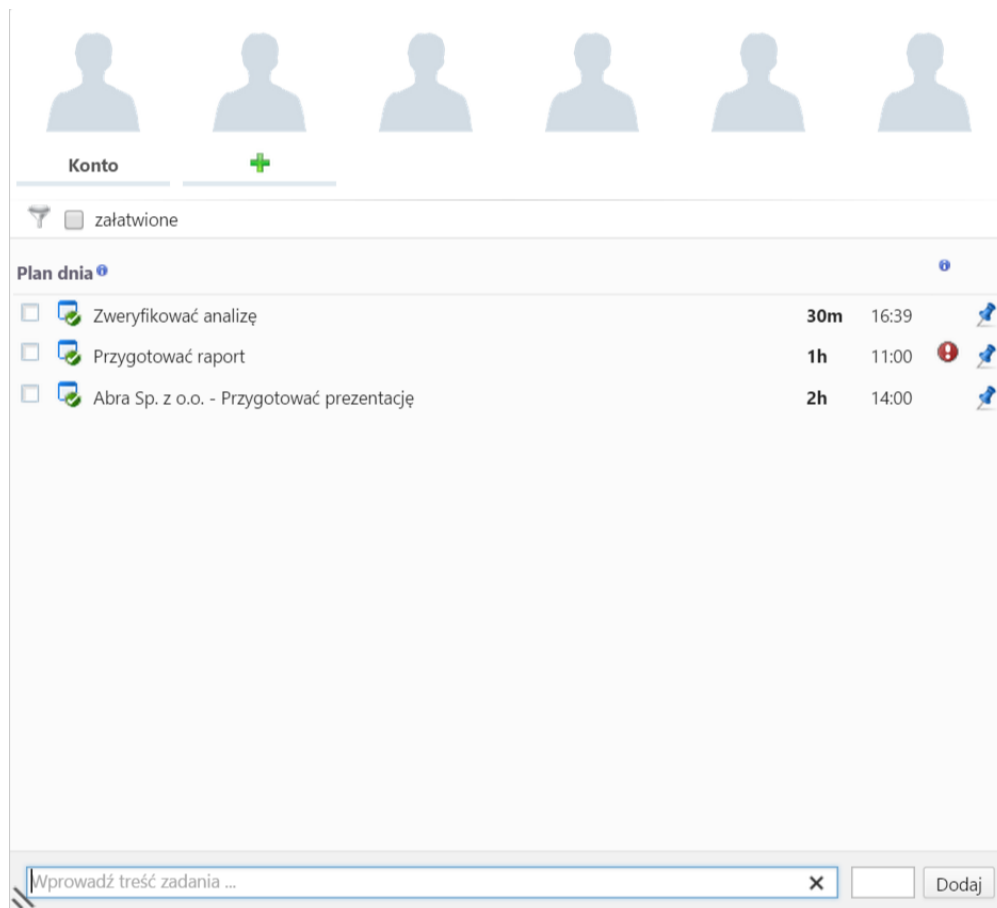 Konto
załatwione
Plan dnia
Zweryfikować analizę 30m 16:39
Przygotować raport 1h 11:00
Abra Sp. z o.o. - Przygotować prezentację 2h 14:00
Wprowadź treść zadania ... Dodaj